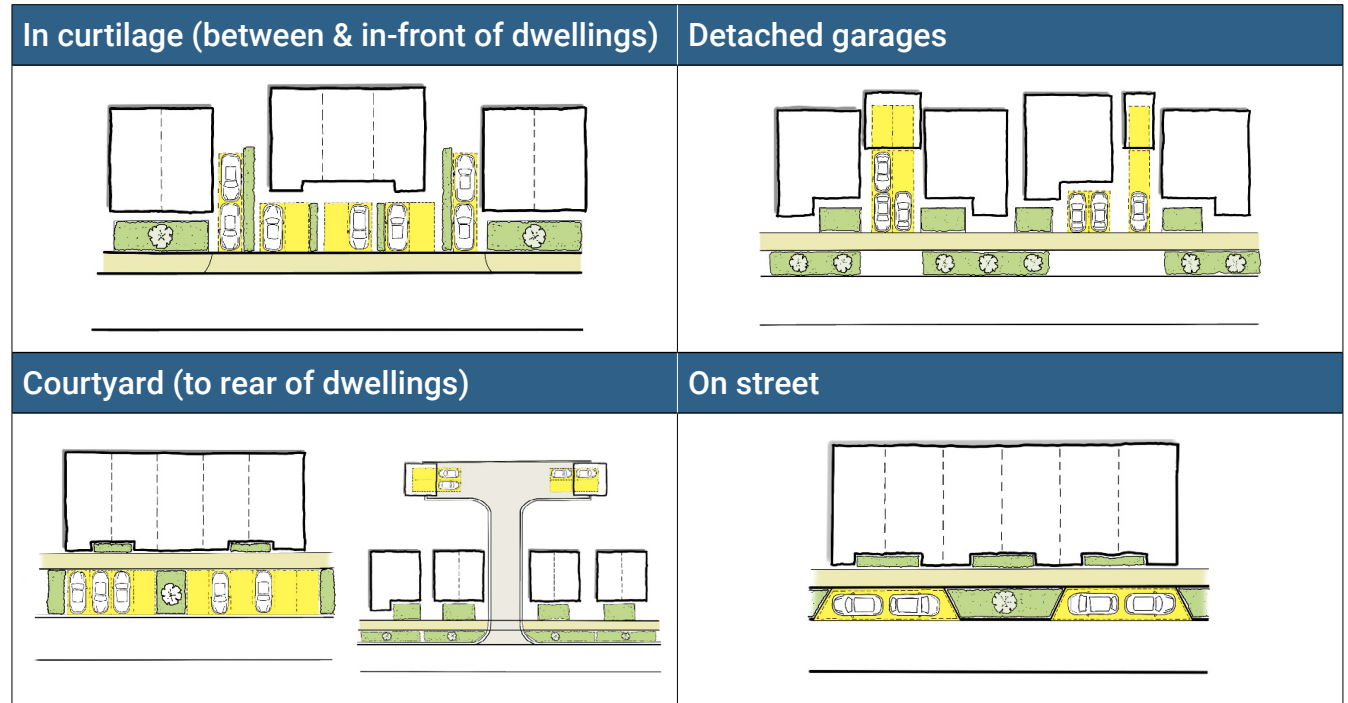 In curtilage (between & in-front of dwellings)
Detached garages
Courtyard (to rear of dwellings)
On street